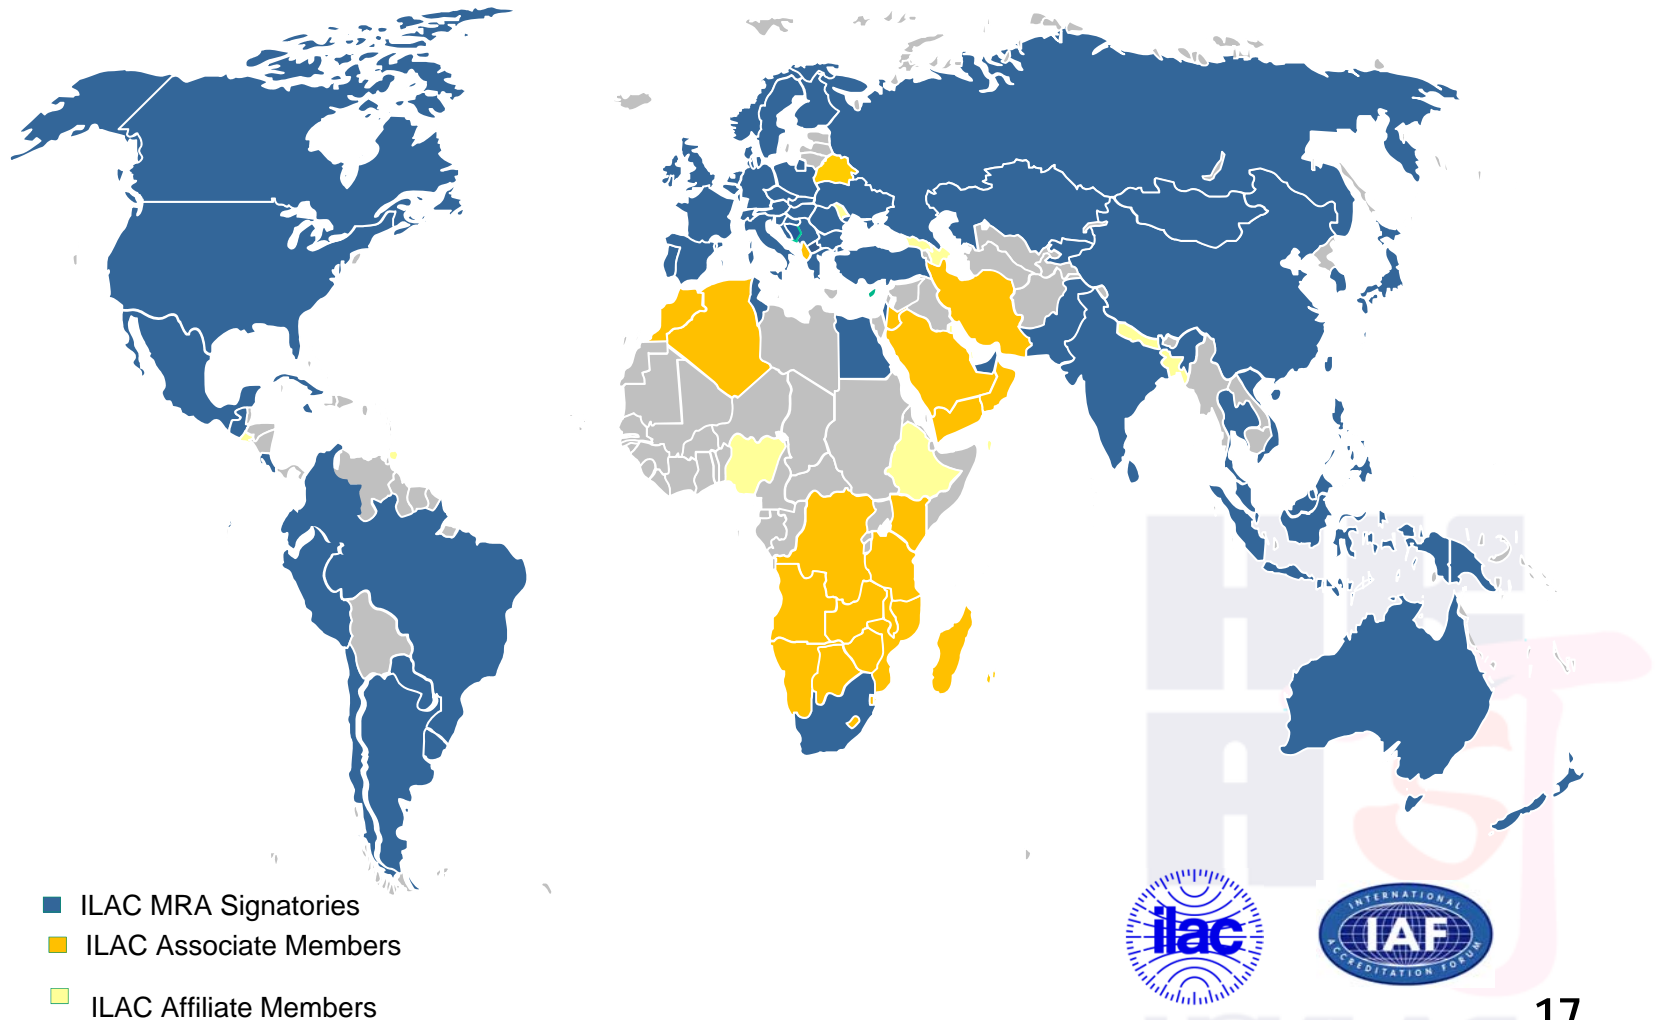 ILAC MRA Signatories
ILAC Associate Members
ILAC Affiliate Members
ilac
INTERNATIONAL
IAF
ACCREDITATION FORUM
17